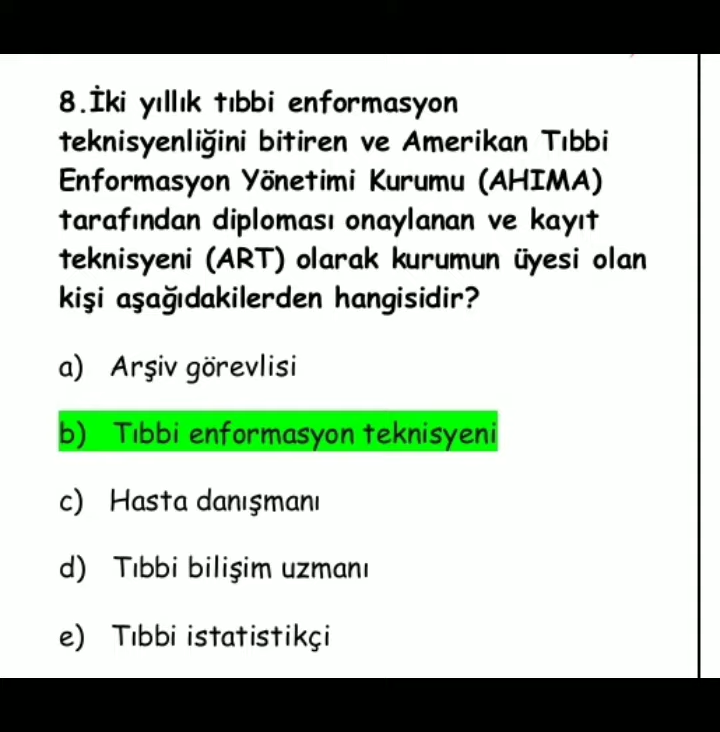 8.İki yıllık tıbbi enformasyon
teknisyenliğini bitiren ve Amerikan Tıbbi
Enformasyon Yönetimi Kurumu (AHIMA)
tarafından diploması onaylanan ve kayıt
teknisyeni (ART) olarak kurumun üyesi olan
kişi aşağıdakilerden hangisidir?
a) Arşiv görevlisi
b) Tıbbi enformasyon teknisyeni
c) Hasta danışmanı
d) Tıbbi bilişim uzmanı
e) Tıbbi istatistikçi